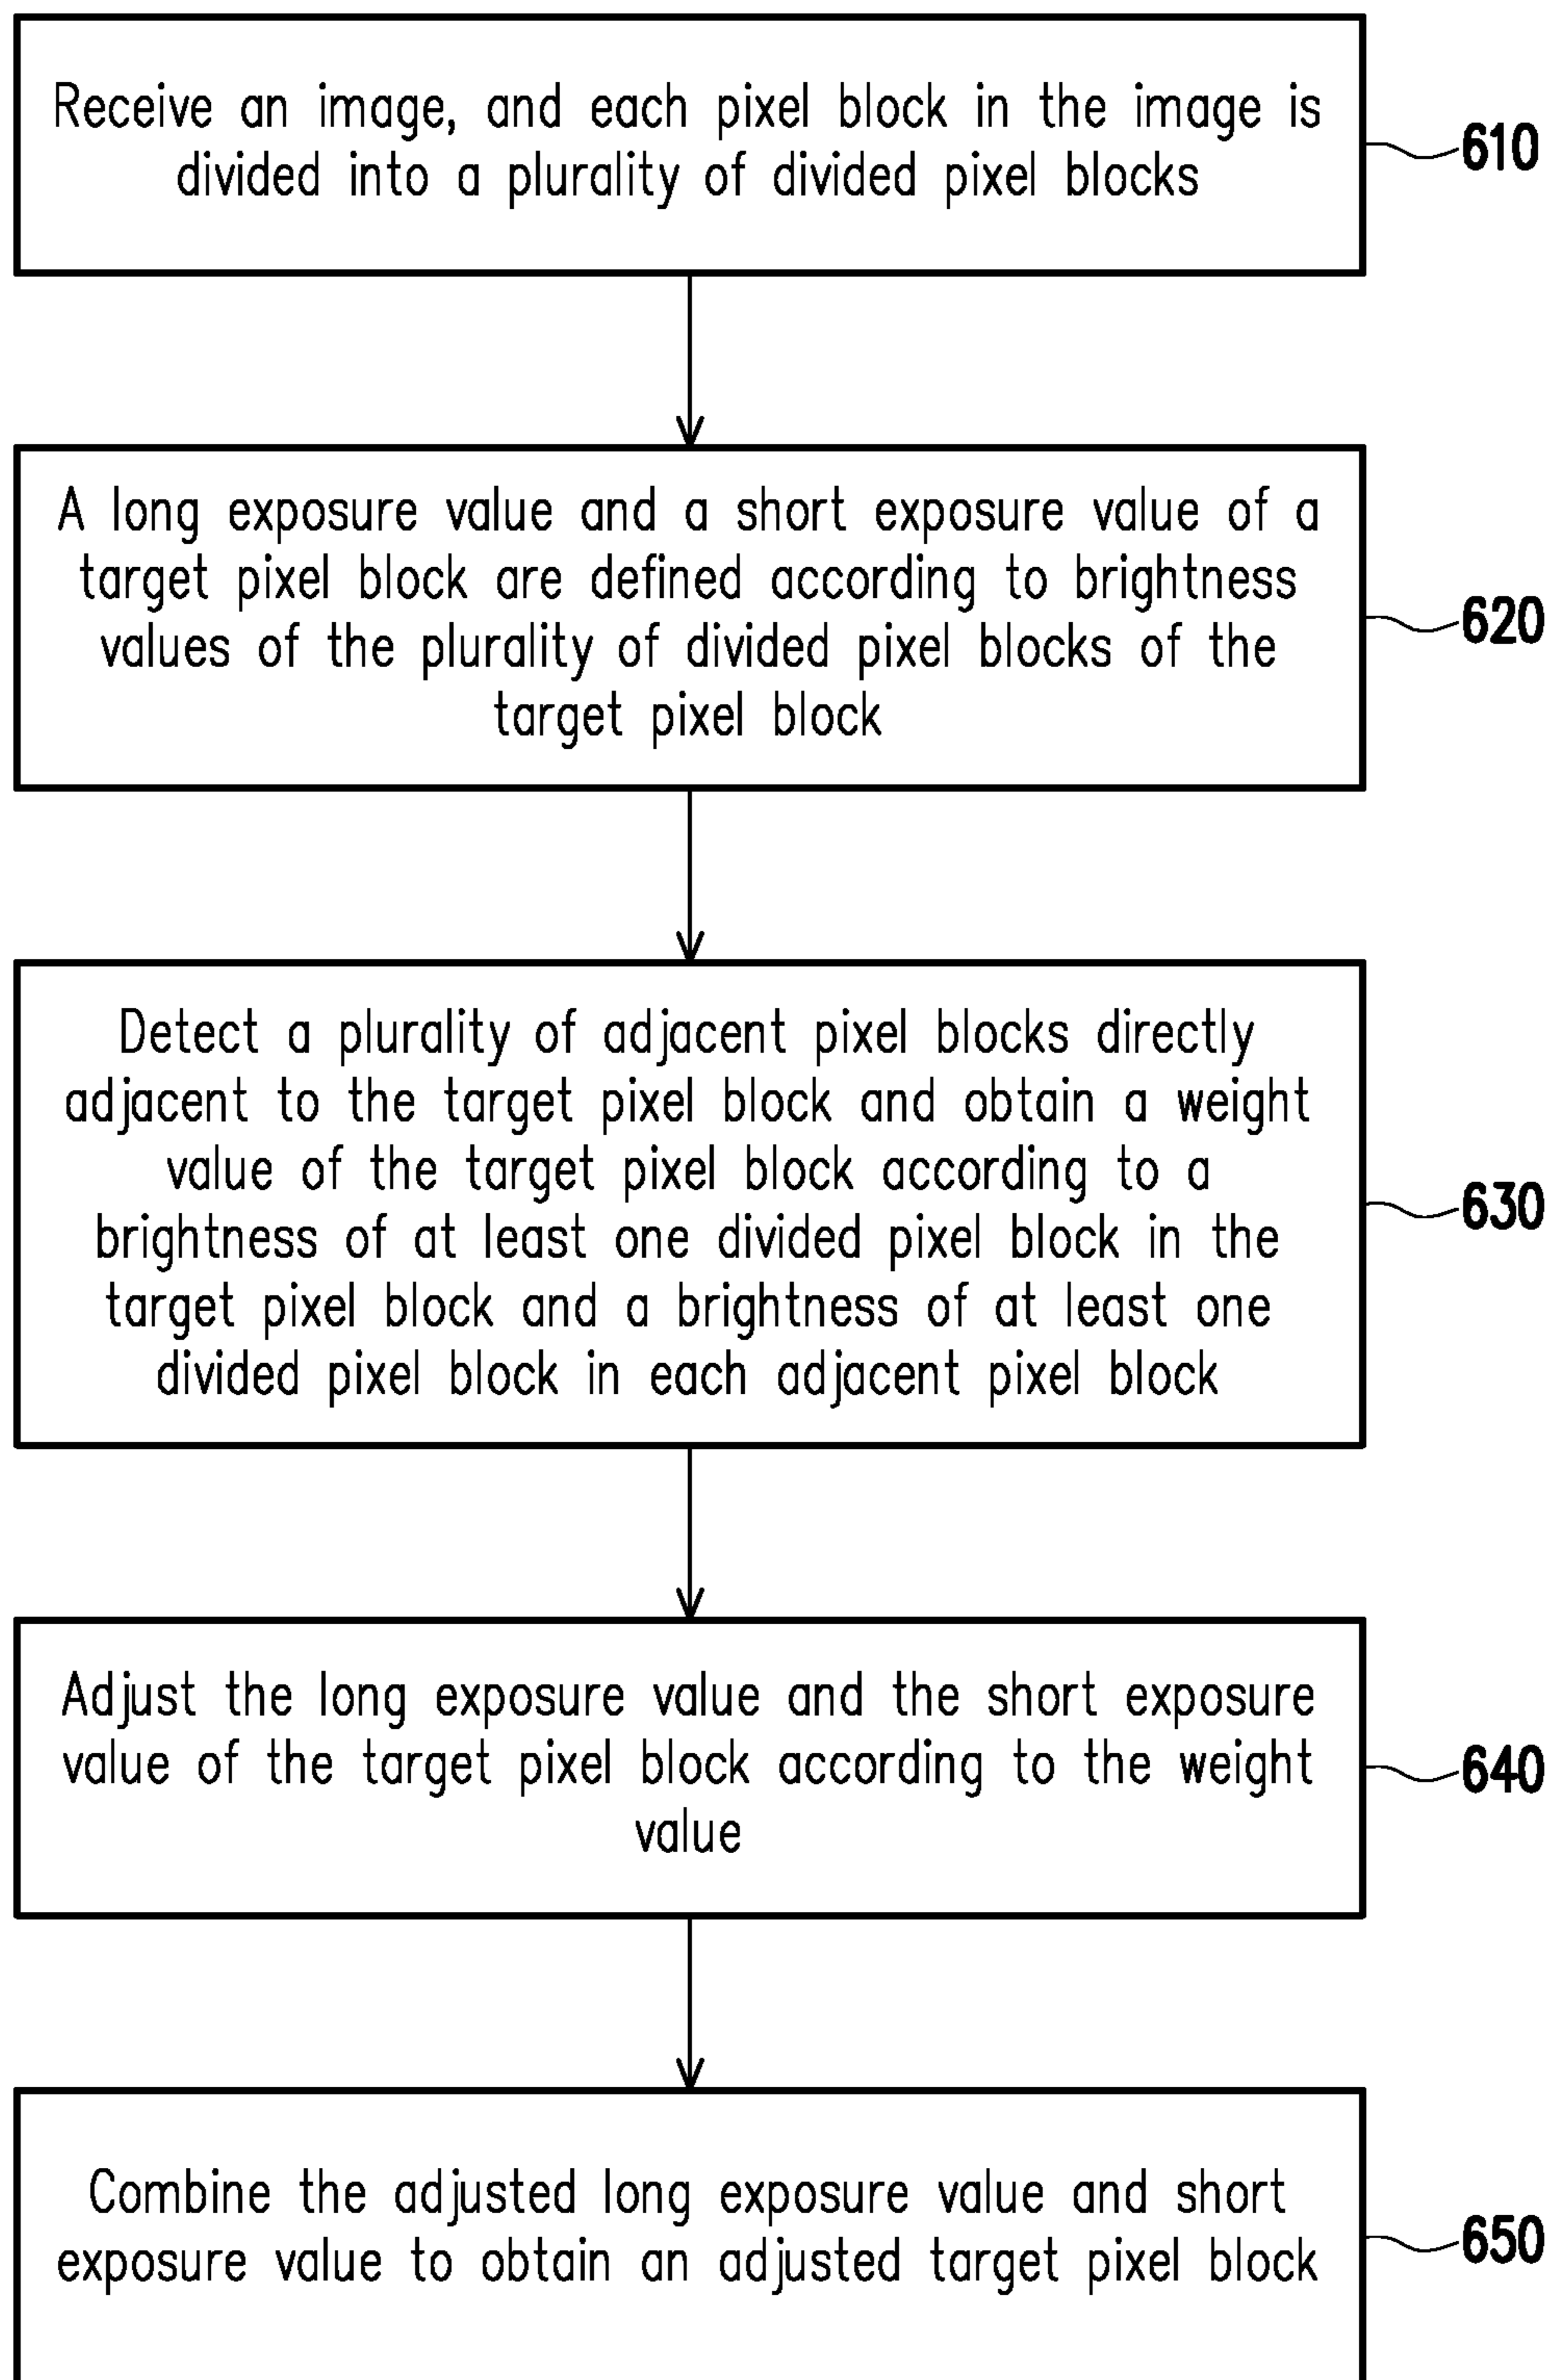 Receive an image, and each pixel block in the image is
divided into a plurality of divided pixel blocks
610
A long exposure value and a short exposure value of a
target pixel block are defined according to brightness
values of the plurality of divided pixel blocks of the
target pixel block
620
Detect a plurality of adjacent pixel blocks directly
adjacent to the target pixel block and obtain a weight
value of the target pixel block according to a
brightness of at least one divided pixel block in the
target pixel block and a brightness of at least one
divided pixel block in each adjacent pixel block
630
Adjust the long exposure value and the short exposure
value of the target pixel block according to the weight
value
640
Combine the adjusted long exposure value and short
exposure value to obtain an adjusted target pixel block
650